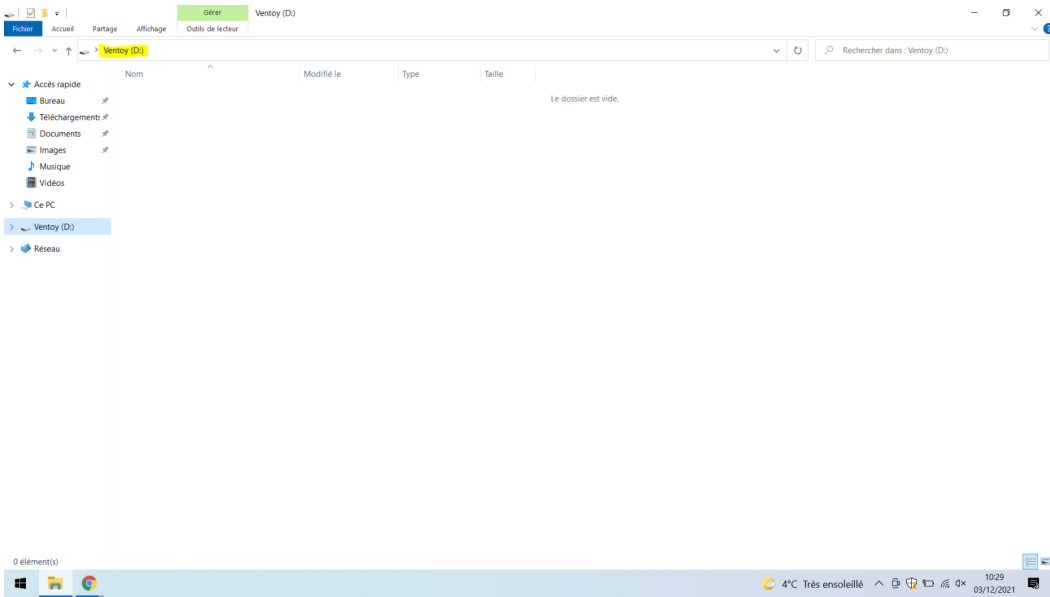 Gérer
Ventoy (D:)
Fichier
Accueil
Partage
Affichage
Outils de lecteur
Ventoy (D:)
Rechercher dans : Ventoy (D:)
Nom
Modifié le
Type
Taille
Le dossier est vide.
Accès rapide
Bureau
Téléchargements
Documents
Images
Musique
Vidéos
Ce PC
Ventoy (D:)
Réseau
0 élément(s)
4°C Très ensoleillé
10:29
03/12/2021